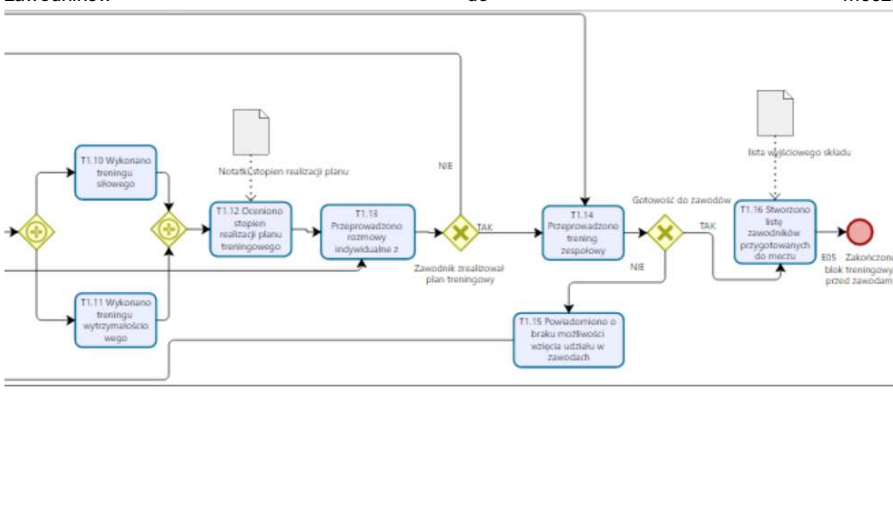 T1.10 Wykonano
treningu
siłowego
T1.11 Wykonano
treningu
wytrzymałościo
wego
Notatki,stopien realizacji planu
T1.12 Oceniono
stopien
realizacji planu
treningowego
T1.13
Przeprowadzono
rozmowy
indywidualne z
NIE
TAK
Zawodnik zrealizował
plan treningowy
T1.14
Przeprowadzono
trening
zespołowy
Gotowość do zawodów
TAK
NIE
T1.15 Powiadomiono o
braku możliwości
wzięcia udziału w
zawodach
lista wyjściowego składu
T1.16 Stworzono
listę
zawodników
przygotowanych
do meczu
E05 - Zakończono
blok treningowy
przed zawodam